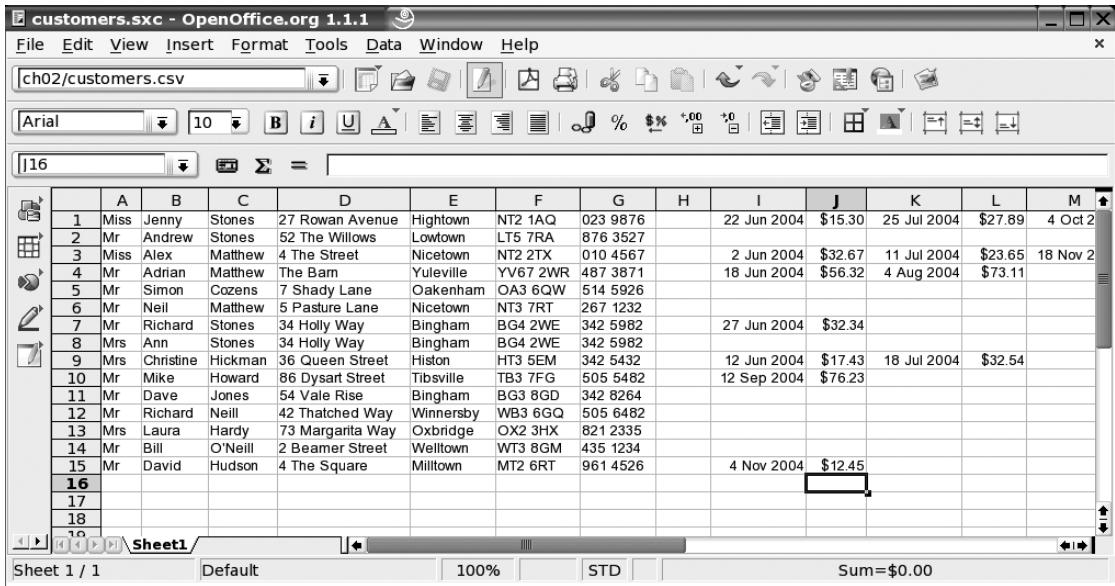 customers.sxc - OpenOffice.org 1.1.1
File Edit View Insert Format Tools Data Window Help
ch02/customers.csv
Arial 10 B i U A % $% +,00 +,0
J16 Σ =
A B C D E F G H I J K L M
1 Miss Jenny Stones 27 Rowan Avenue Hightown NT2 1AQ 023 9876 22 Jun 2004 $15.30 25 Jul 2004 $27.89 4 Oct 2
2 Mr Andrew Stones 52 The Willows Lowtown LT5 7RA 876 3527
3 Miss Alex Matthew 4 The Street Nicetown NT2 2TX 010 4567 2 Jun 2004 $32.67 11 Jul 2004 $23.65 18 Nov 2
4 Mr Adrian Matthew The Barn Yuleville YV67 2WR 487 3871 18 Jun 2004 $56.32 4 Aug 2004 $73.11
5 Mr Simon Cozens 7 Shady Lane Oakenham OA3 6QW 514 5926
6 Mr Neil Matthew 5 Pasture Lane Nicetown NT3 7RT 267 1232
7 Mr Richard Stones 34 Holly Way Bingham BG4 2WE 342 5982 27 Jun 2004 $32.34
8 Mrs Ann Stones 34 Holly Way Bingham BG4 2WE 342 5982
9 Mrs Christine Hickman 36 Queen Street Histon HT3 5EM 342 5432 12 Jun 2004 $17.43 18 Jul 2004 $32.54
10 Mr Mike Howard 86 Dysart Street Tibsville TB3 7FG 505 5482 12 Sep 2004 $76.23
11 Mr Dave Jones 54 Vale Rise Bingham BG3 8GD 342 8264
12 Mr Richard Neill 42 Thatched Way Winnersby WB3 6GQ 505 6482
13 Mrs Laura Hardy 73 Margarita Way Oxbridge OX2 3HX 821 2335
14 Mr Bill O'Neill 2 Beamer Street Welltown WT3 8GM 435 1234
15 Mr David Hudson 4 The Square Milltown MT2 6RT 961 4526 4 Nov 2004 $12.45
16
17
18
19
Sheet1
Sheet 1 / 1 Default 100% STD Sum=$0.00